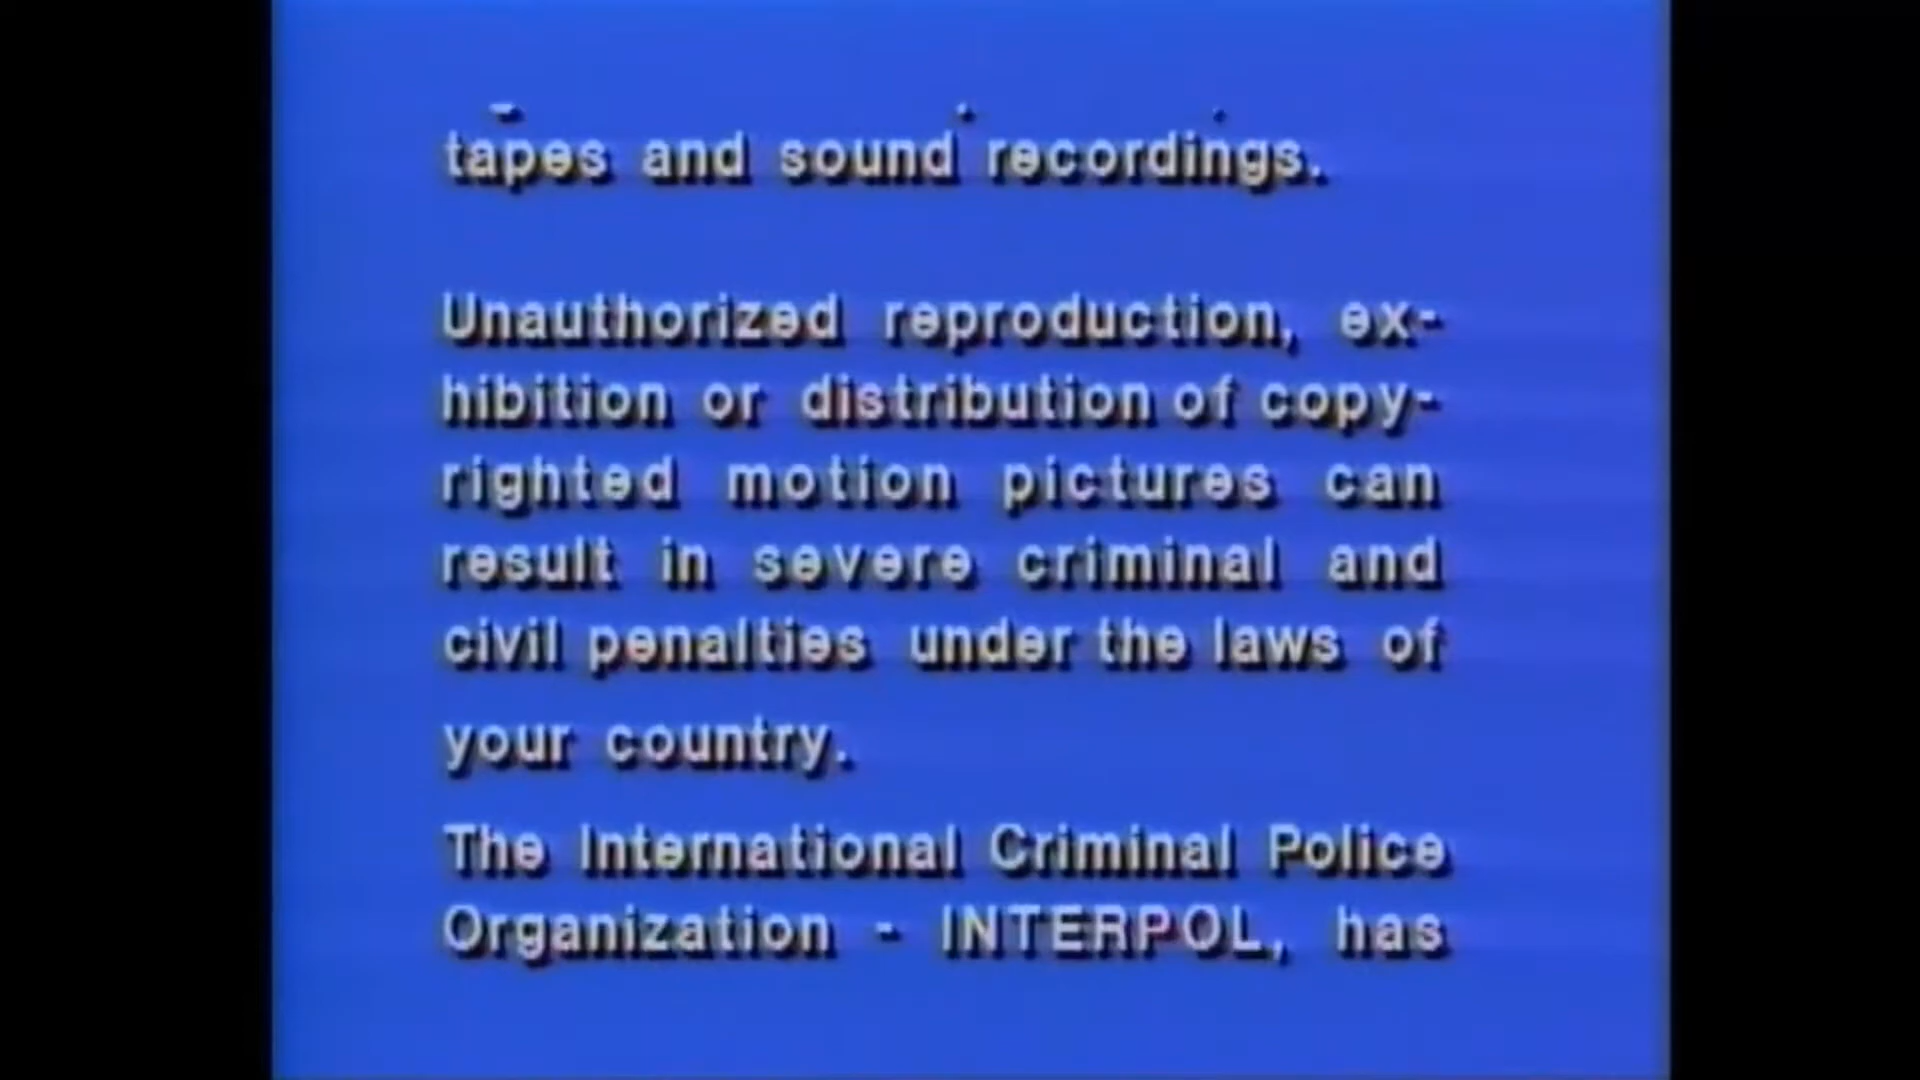 tapes and sound recordings.
Unauthorized reproduction, ex-
hibition or distribution of copy-
righted motion pictures can
result in severe criminal and
civil penalties under the laws of
your country.
The International Criminal Police
Organization - INTERPOL, has